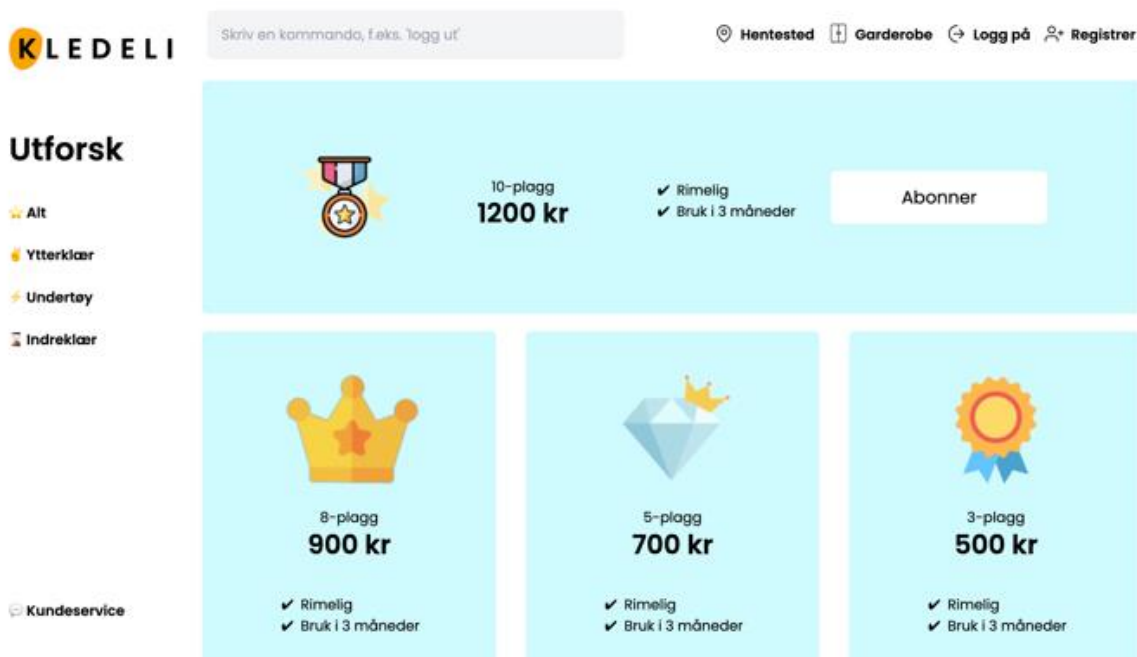 KLEDELI
Skriv en kommando, f.eks. 'logg ut'
Hentested
Garderobe
Logg på
Registrer
Utforsk
Alt
Ytterklær
Undertøy
Indreklær
Kundeservice
10-plagg
1200 kr
✔ Rimelig
✔ Bruk i 3 måneder
Abonner
8-plagg
900 kr
✔ Rimelig
✔ Bruk i 3 måneder
5-plagg
700 kr
✔ Rimelig
✔ Bruk i 3 måneder
3-plagg
500 kr
✔ Rimelig
✔ Bruk i 3 måneder